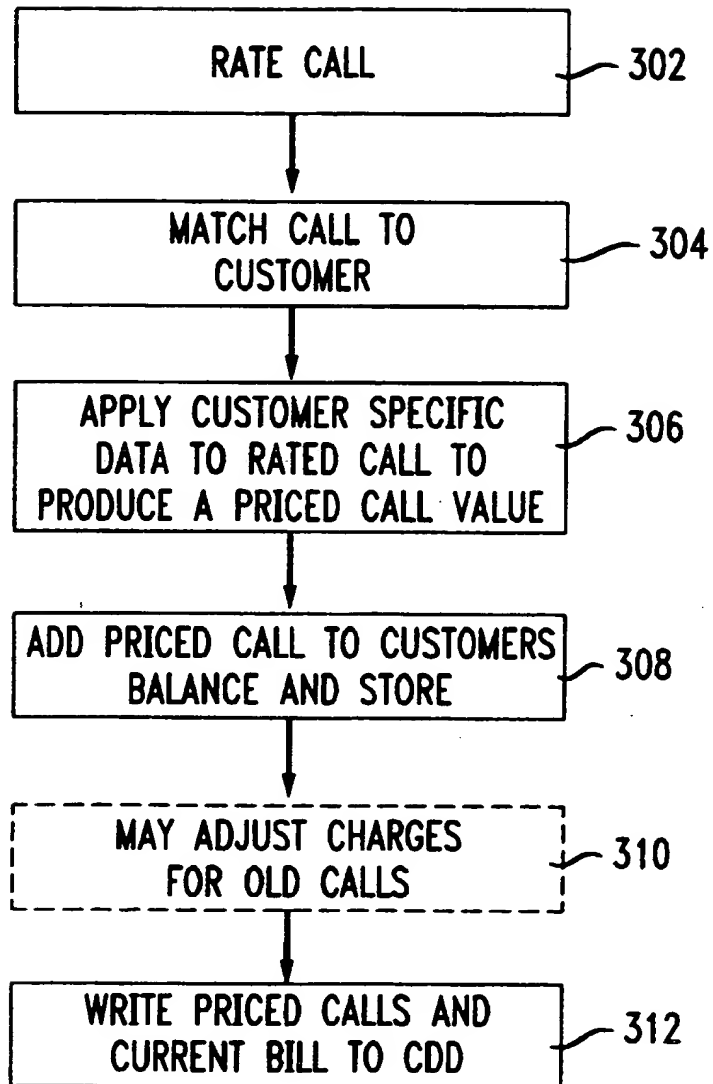 RATE CALL
302
MATCH CALL TO
CUSTOMER
304
APPLY CUSTOMER SPECIFIC
DATA TO RATED CALL TO
PRODUCE A PRICED CALL VALUE
306
ADD PRICED CALL TO CUSTOMERS
BALANCE AND STORE
308
MAY ADJUST CHARGES
FOR OLD CALLS
310
WRITE PRICED CALLS AND
CURRENT BILL TO CDD
312